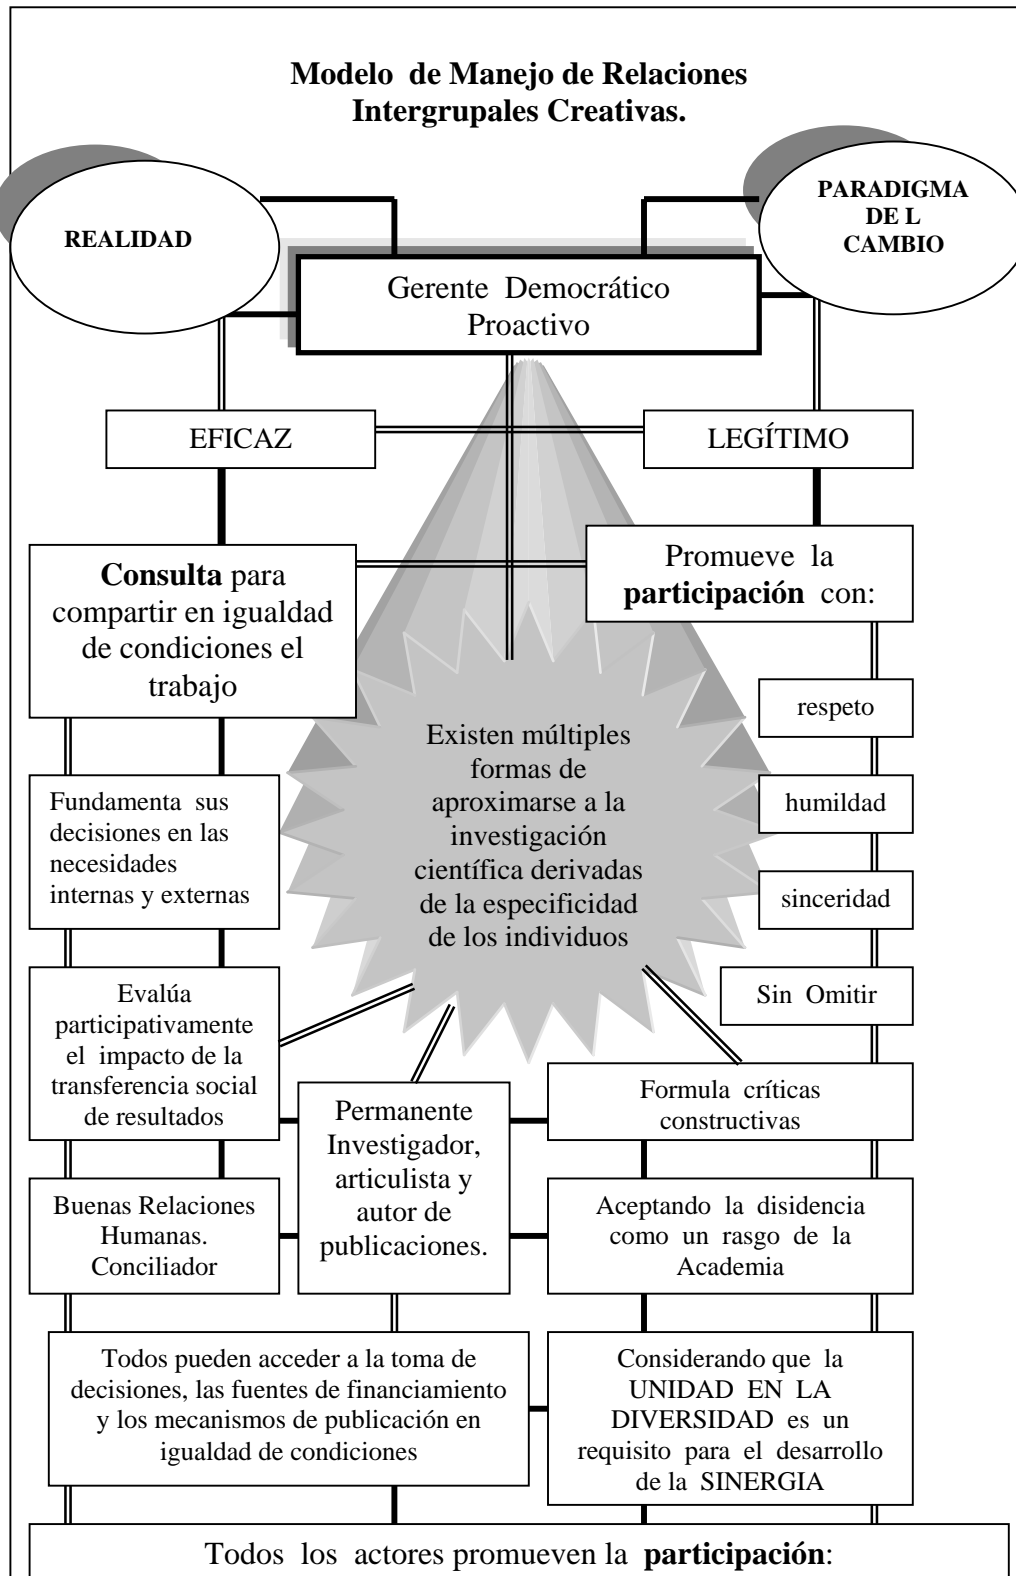 Modelo de Manejo de Relaciones
Intergrupales Creativas.
REALIDAD
PARADIGMA
DE L
CAMBIO
Gerente Democrático
Proactivo
EFICAZ
LEGÍTIMO
Consulta para
compartir en igualdad
de condiciones el
trabajo
Promueve la
participación con:
respeto
humildad
sinceridad
Sin Omitir
Existen múltiples
formas de
aproximarse a la
investigación
científica derivadas
de la especificidad
de los individuos
Fundamenta sus
decisiones en las
necesidades
internas y externas
Evalúa
participativamente
el impacto de la
transferencia social
de resultados
Permanente
Investigador,
articulista y
autor de
publicaciones.
Formula críticas
constructivas
Buenas Relaciones
Humanas.
Conciliador
Aceptando la disidencia
como un rasgo de la
Academia
Todos pueden acceder a la toma de
decisiones, las fuentes de financiamiento
y los mecanismos de publicación en
igualdad de condiciones
Considerando que la
UNIDAD EN LA
DIVERSIDAD es un
requisito para el desarrollo
de la SINERGIA
Todos los actores promueven la participación: